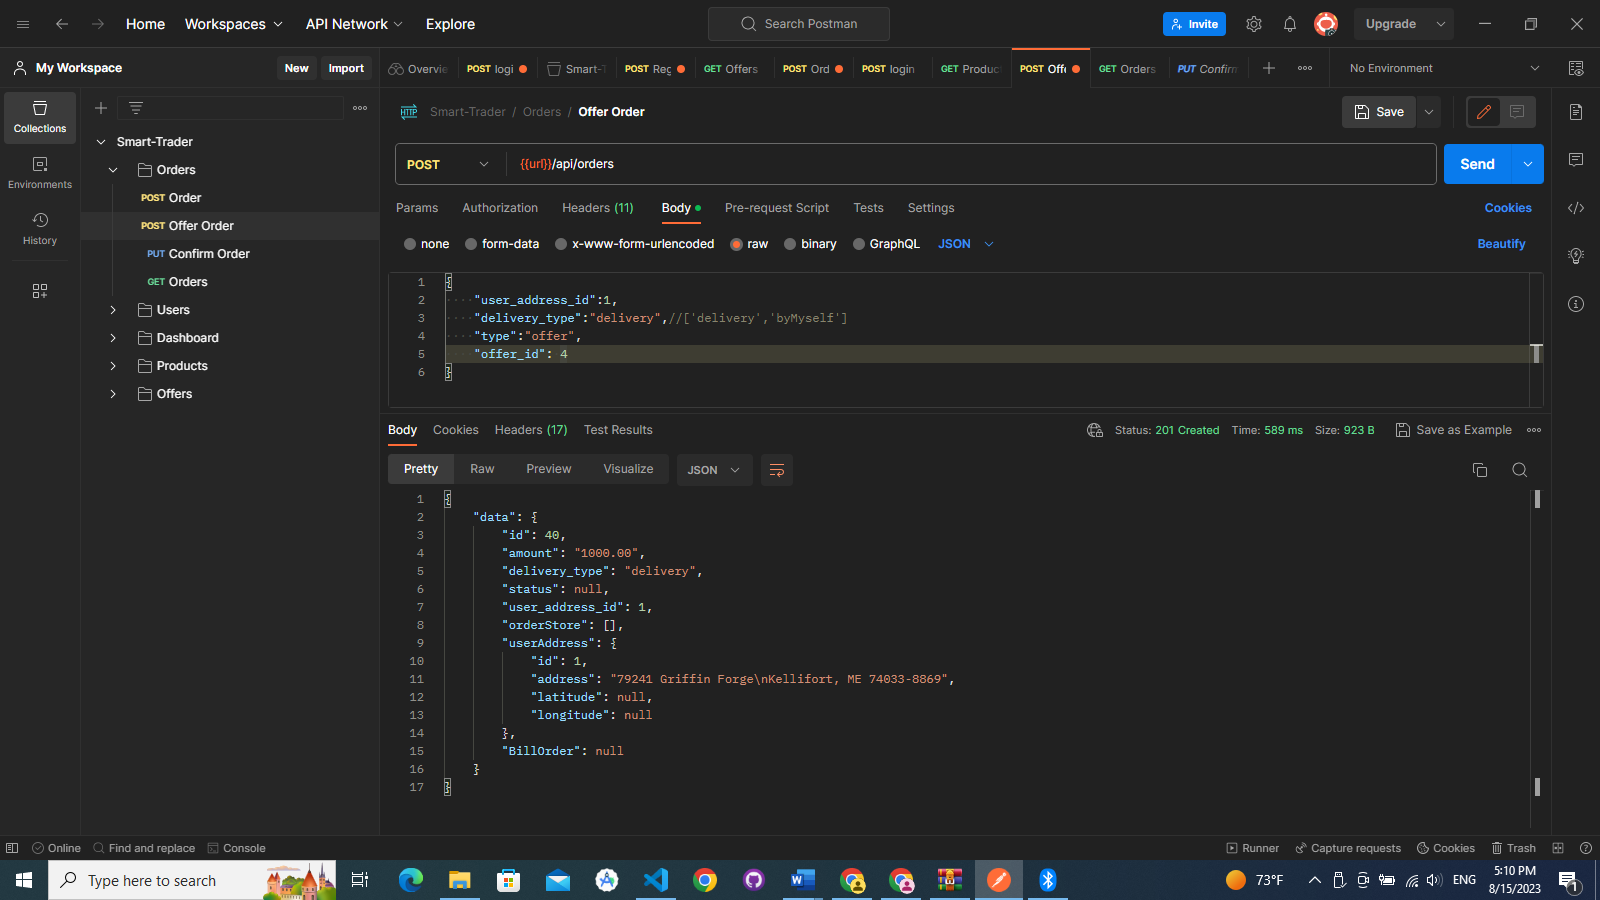 Home Workspaces API Network Explore Search Postman Invite Upgrade
My Workspace New Import Overvie POST logi Smart-T POST Reg GET Offers POST Ord POST login GET Produc POST Offe GET Orders PUT Confirm No Environment
Collections
Environments
History
Smart-Trader
Orders
POST Order
POST Offer Order
PUT Confirm Order
GET Orders
Users
Dashboard
Products
Offers
HTTP Smart-Trader / Orders / Offer Order Save
POST {{url}}/api/orders Send
Params Authorization Headers (11) Body Pre-request Script Tests Settings Cookies
none form-data x-www-form-urlencoded raw binary GraphQL JSON Beautify
1 {
2 ····"user_address_id":1,
3 ····"delivery_type":"delivery",//['delivery','byMyself']
4 ····"type":"offer",
5 ····"offer_id": 4
6 }
Body Cookies Headers (17) Test Results Status: 201 Created Time: 589 ms Size: 923 B Save as Example
Pretty Raw Preview Visualize JSON
1 {
2 "data": {
3 "id": 40,
4 "amount": "1000.00",
5 "delivery_type": "delivery",
6 "status": null,
7 "user_address_id": 1,
8 "orderStore": [],
9 "userAddress": {
10 "id": 1,
11 "address": "79241 Griffin Forge\nKellifort, ME 74033-8869",
12 "latitude": null,
13 "longitude": null
14 },
15 "BillOrder": null
16 }
17 }
Online Find and replace Console Runner Capture requests Cookies Trash
Type here to search 73°F ENG 5:10 PM
8/15/2023 1